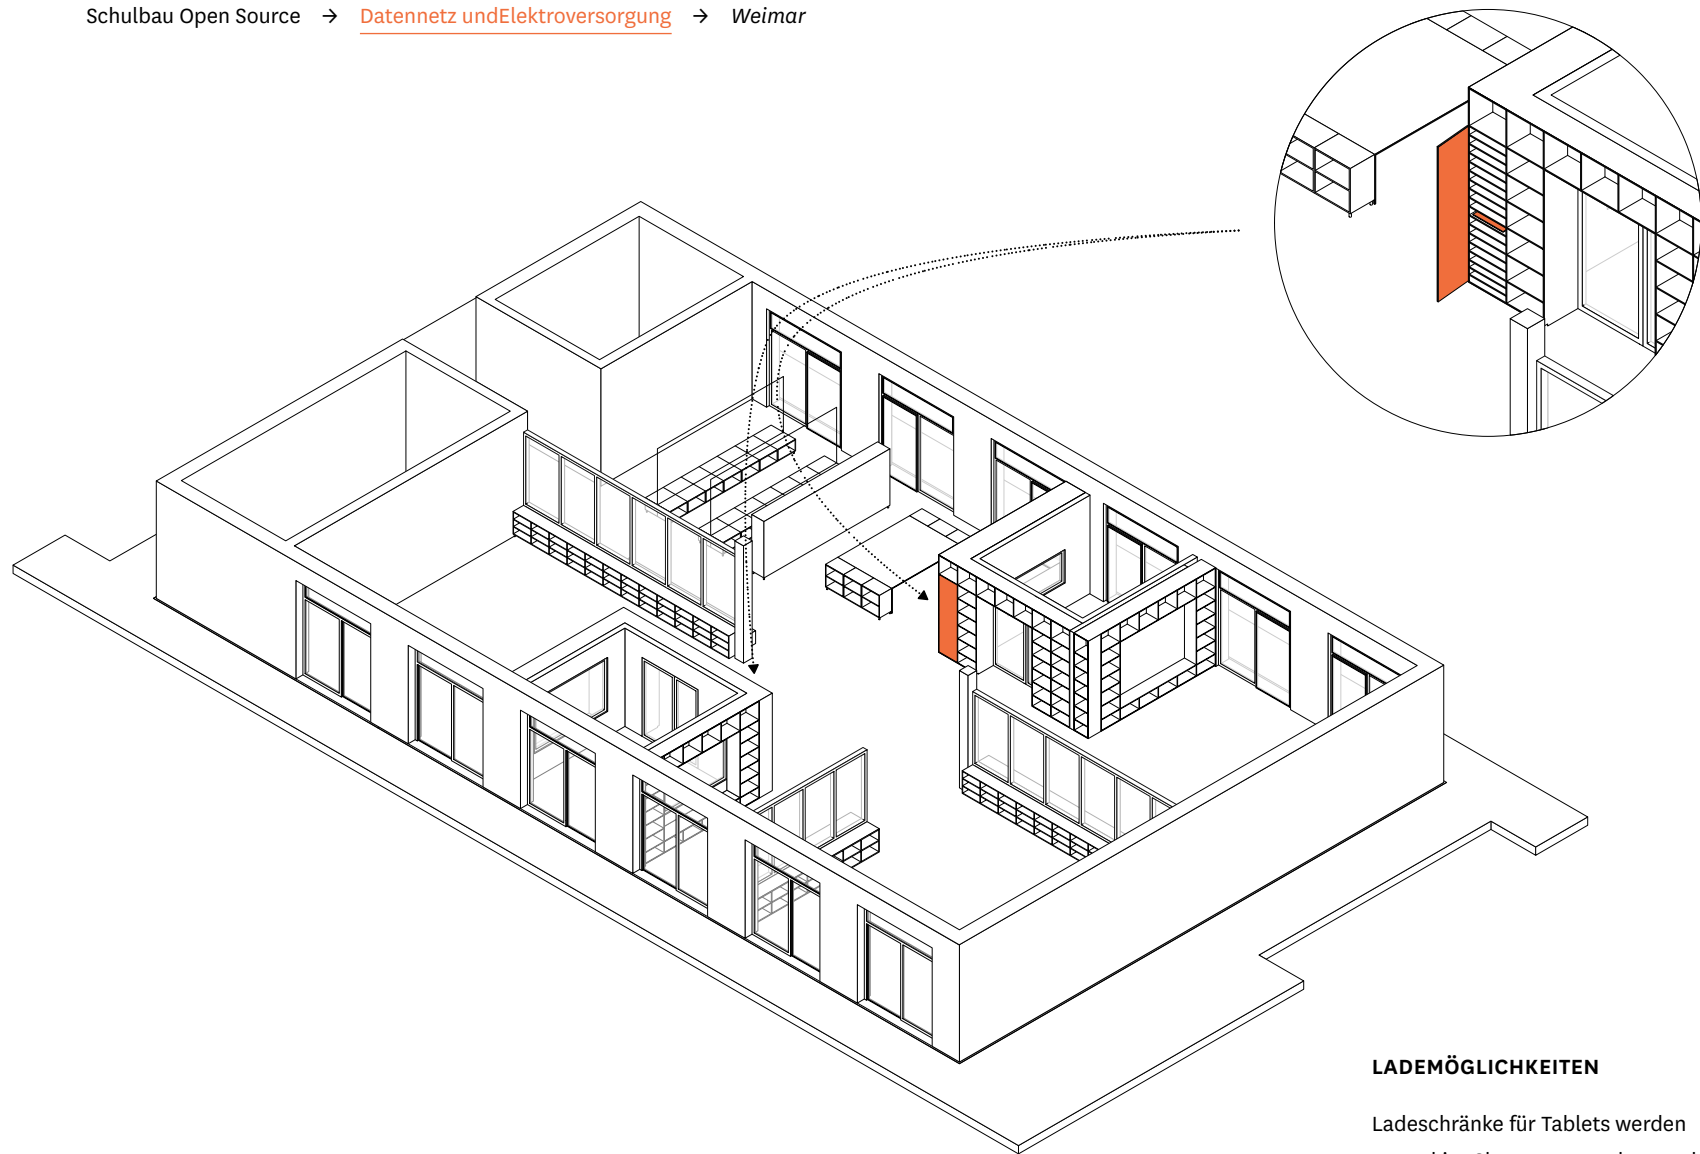 Schulbau Open Source → Datennetz undElektroversorgung → Weimar
LADEMÖGLICHKEITEN
Ladeschränke für Tablets werden